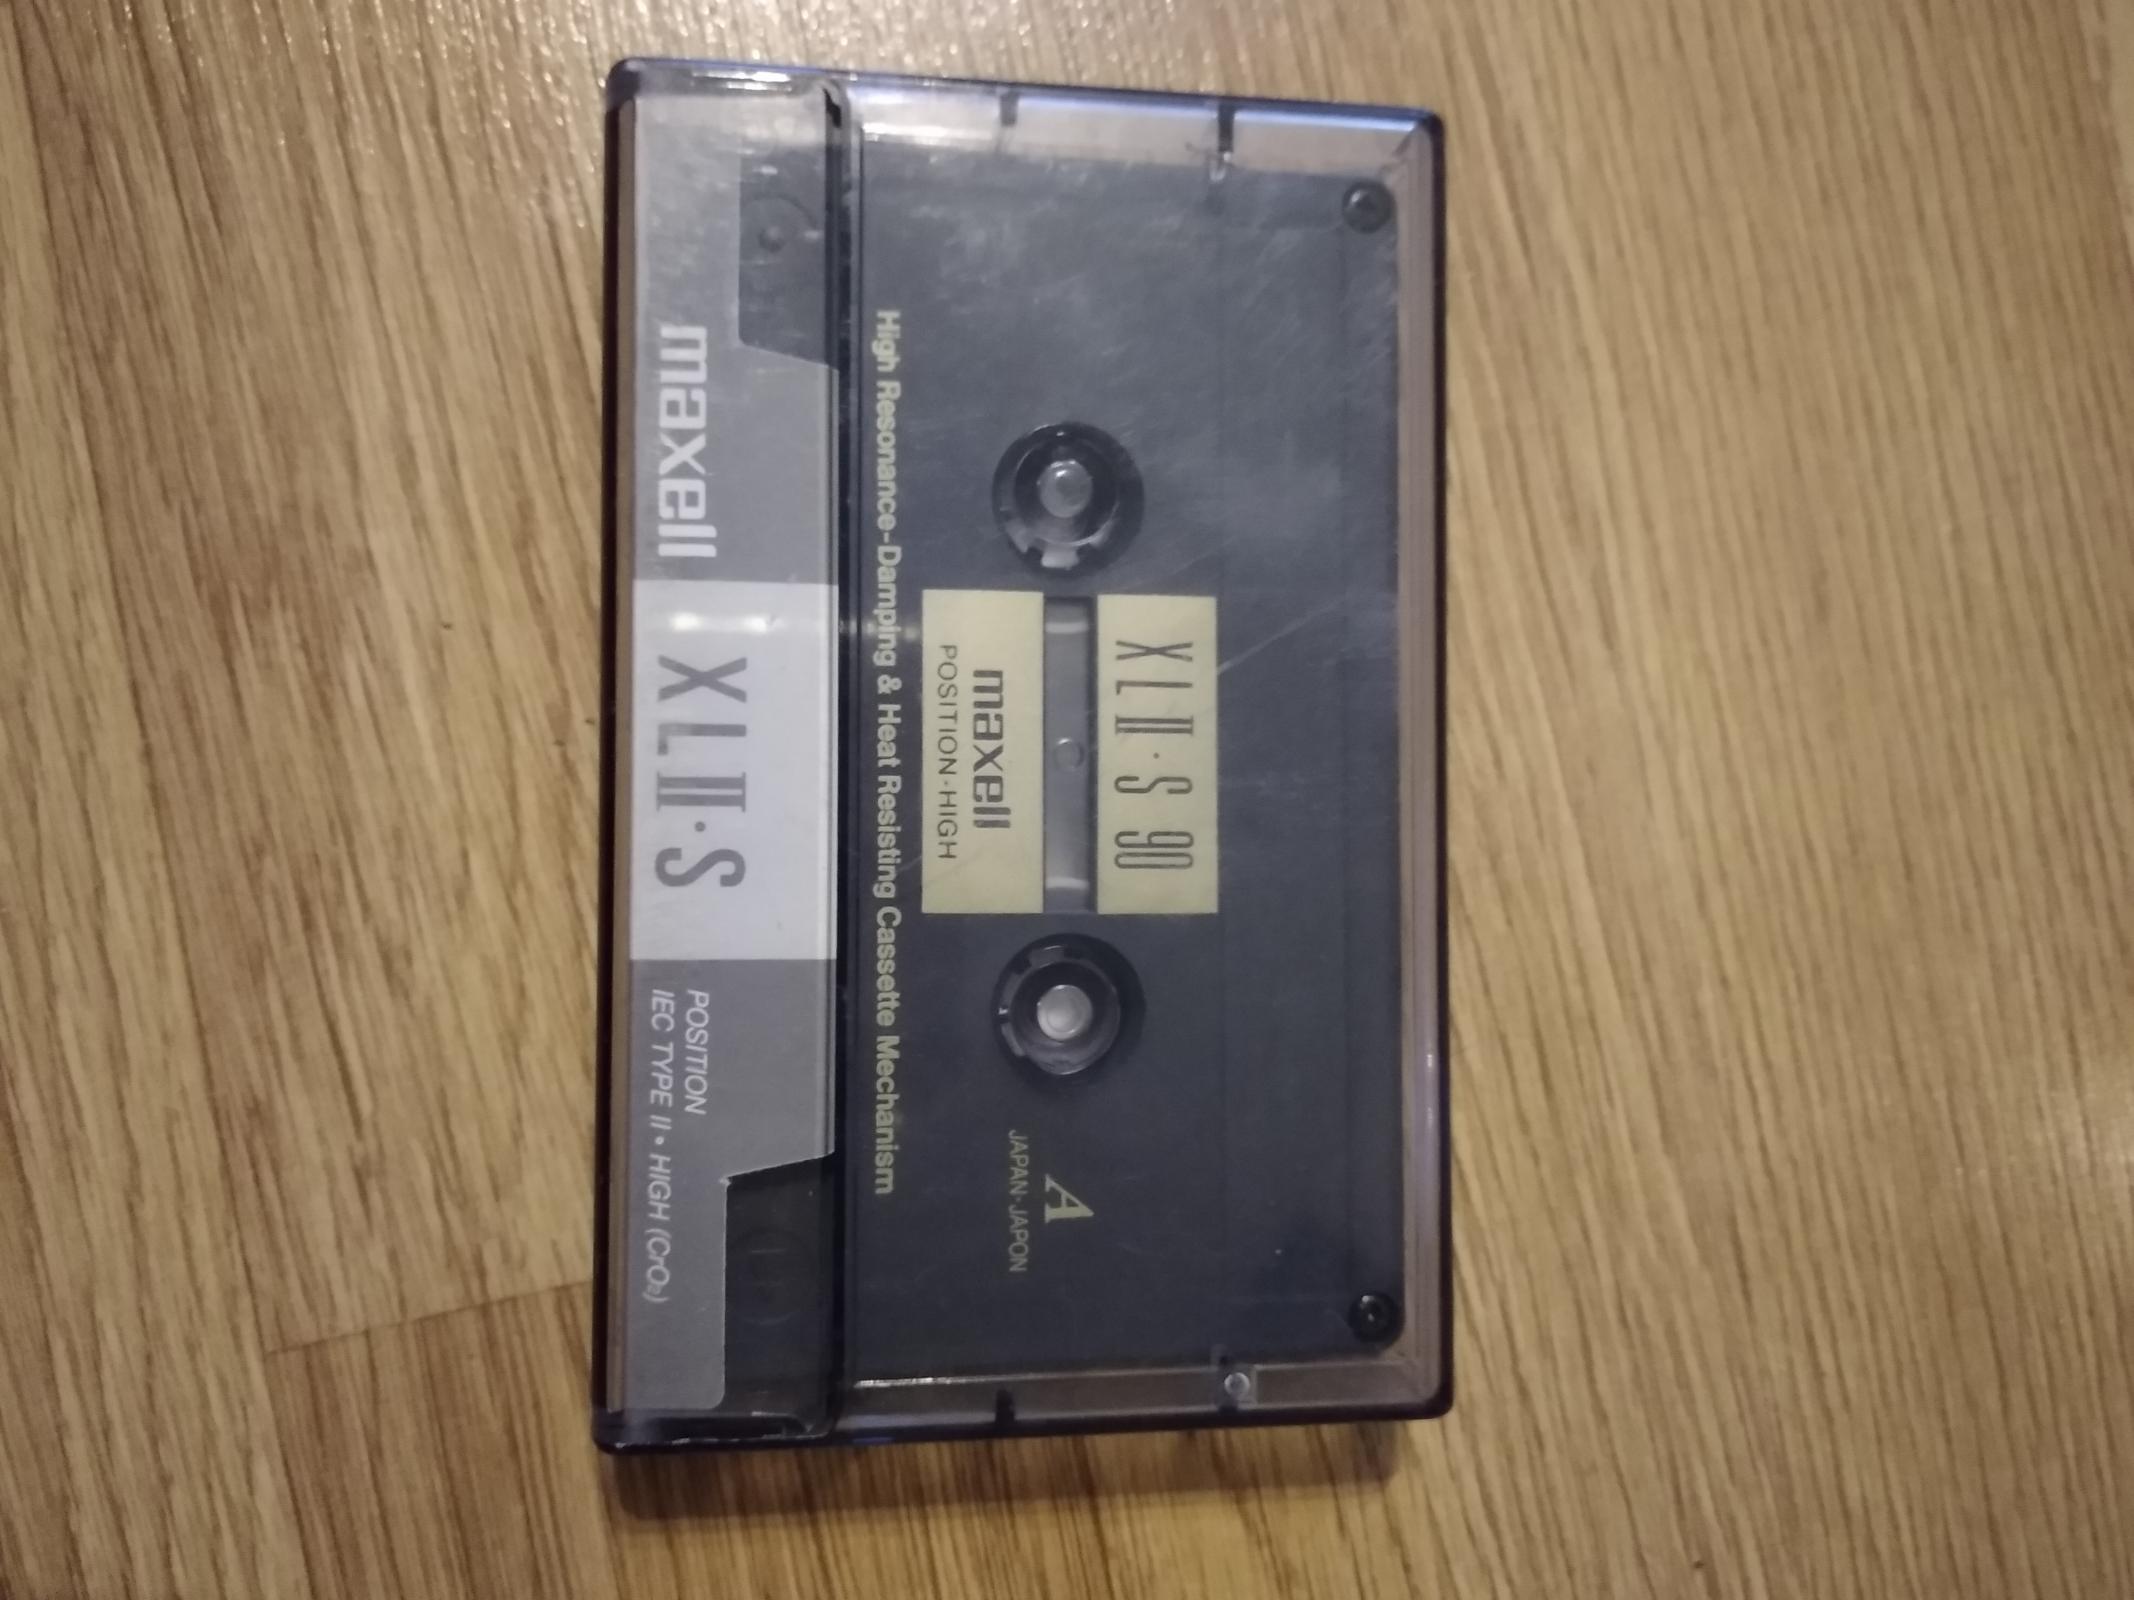 XLII·S 90
A
JAPAN·JAPON
maxell
POSITION·HIGH
High Resonance-Damping & Heat Resisting Cassette Mechanism
maxell
XLII·S
POSITION
IEC TYPE II • HIGH (CrO₂)